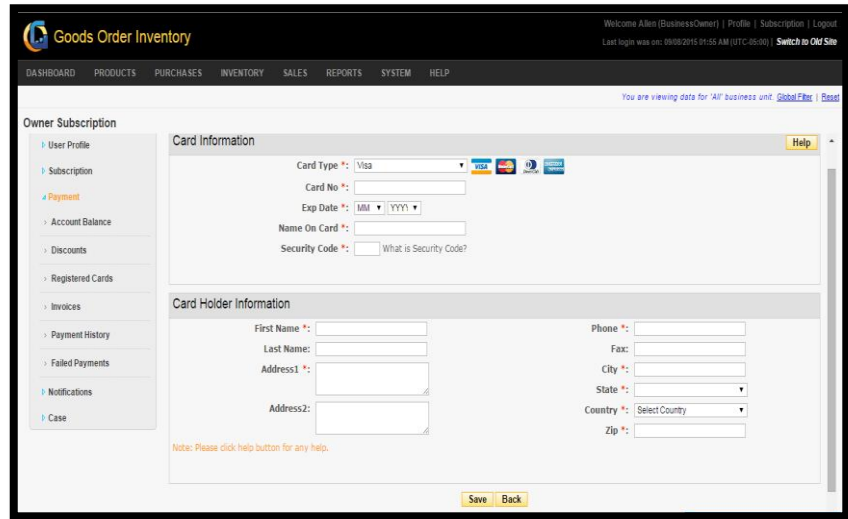 Goods Order Inventory
Welcome Allen (BusinessOwner) | Profile | Subscription | Logout
Last login was on: 09/08/2015 01:55 AM (UTC-05:00) | Switch to Old Site
DASHBOARD PRODUCTS PURCHASES INVENTORY SALES REPORTS SYSTEM HELP
You are viewing data for 'All' business unit. Global Filter | Reset
Owner Subscription
User Profile
Subscription
Payment
Account Balance
Discounts
Registered Cards
Invoices
Payment History
Failed Payments
Notifications
Case
Card Information
Help
Card Type *: Visa
VISA
Card No *:
Exp Date *: MM YYYY
Name On Card *:
Security Code *: What is Security Code?
Card Holder Information
First Name *:
Last Name:
Address1 *:
Address2:
Phone *:
Fax:
City *:
State *:
Country *: Select Country
Zip *:
Note: Please click help button for any help.
Save Back